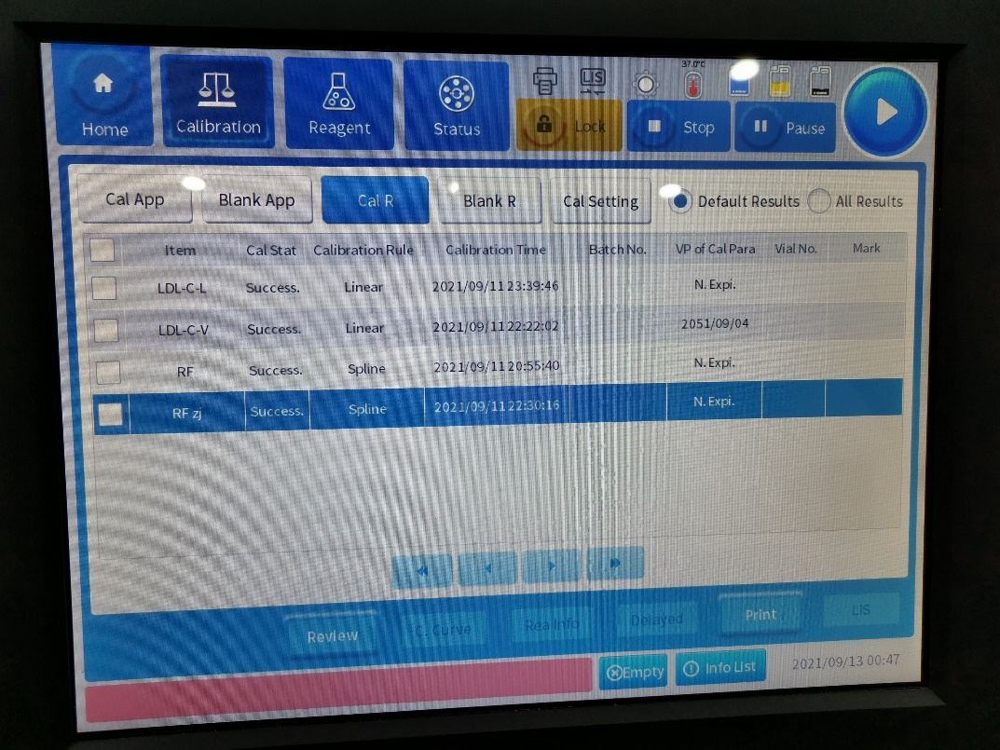 37.0°C
LIS
Home
Calibration
Reagent
Status
Lock
Stop
Pause
Cal App
Blank App
Cal R
Blank R
Cal Setting
Default Results
All Results
Item Cal Stat Calibration Rule Calibration Time Batch No. VP of Cal Para Vial No. Mark
LDL-C-L Success. Linear 2021/09/11 23:39:46 N. Expi.
LDL-C-V Success. Linear 2021/09/11 22:22:02 2051/09/04
RF Success. Spline 2021/09/11 20:55:40 N. Expi.
RF zj Success. Spline 2021/09/11 22:30:16 N. Expi.
Review
C. Curve
Rea Info
Delayed
Print
LIS
Empty
Info List
2021/09/13 00:47